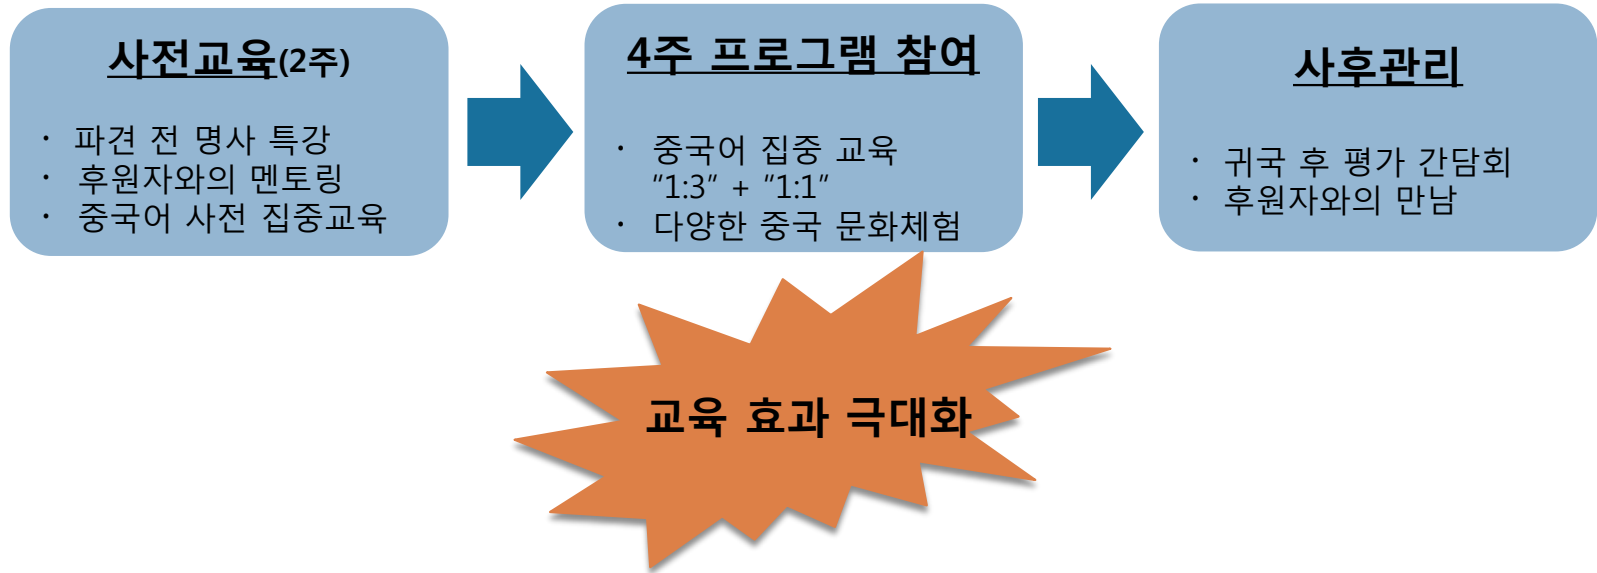 사전교육(2주)
· 파견 전 명사 특강
· 후원자와의 멘토링
· 중국어 사전 집중교육
4주 프로그램 참여
· 중국어 집중 교육
“1:3” + “1:1”
· 다양한 중국 문화체험
사후관리
· 귀국 후 평가 간담회
· 후원자와의 만남
교육 효과 극대화